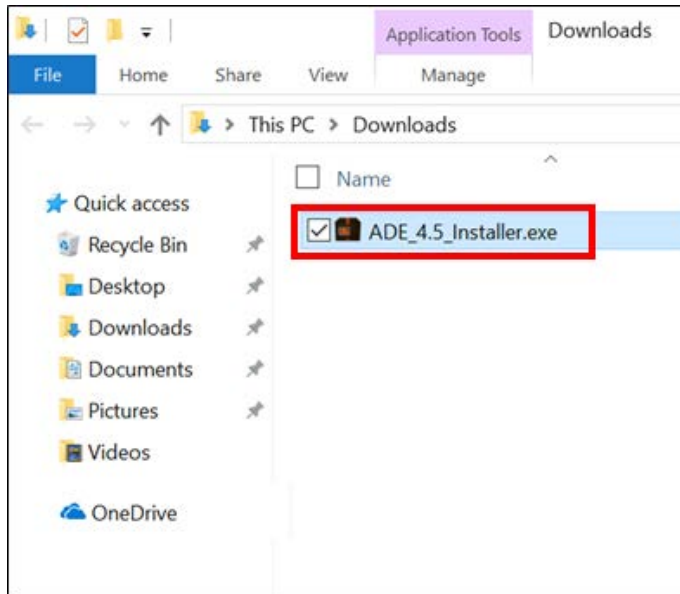 Application Tools Downloads
File Home Share View Manage
This PC > Downloads
Name
Quick access
ADE_4.5_Installer.exe
Recycle Bin
Desktop
Downloads
Documents
Pictures
Videos
OneDrive